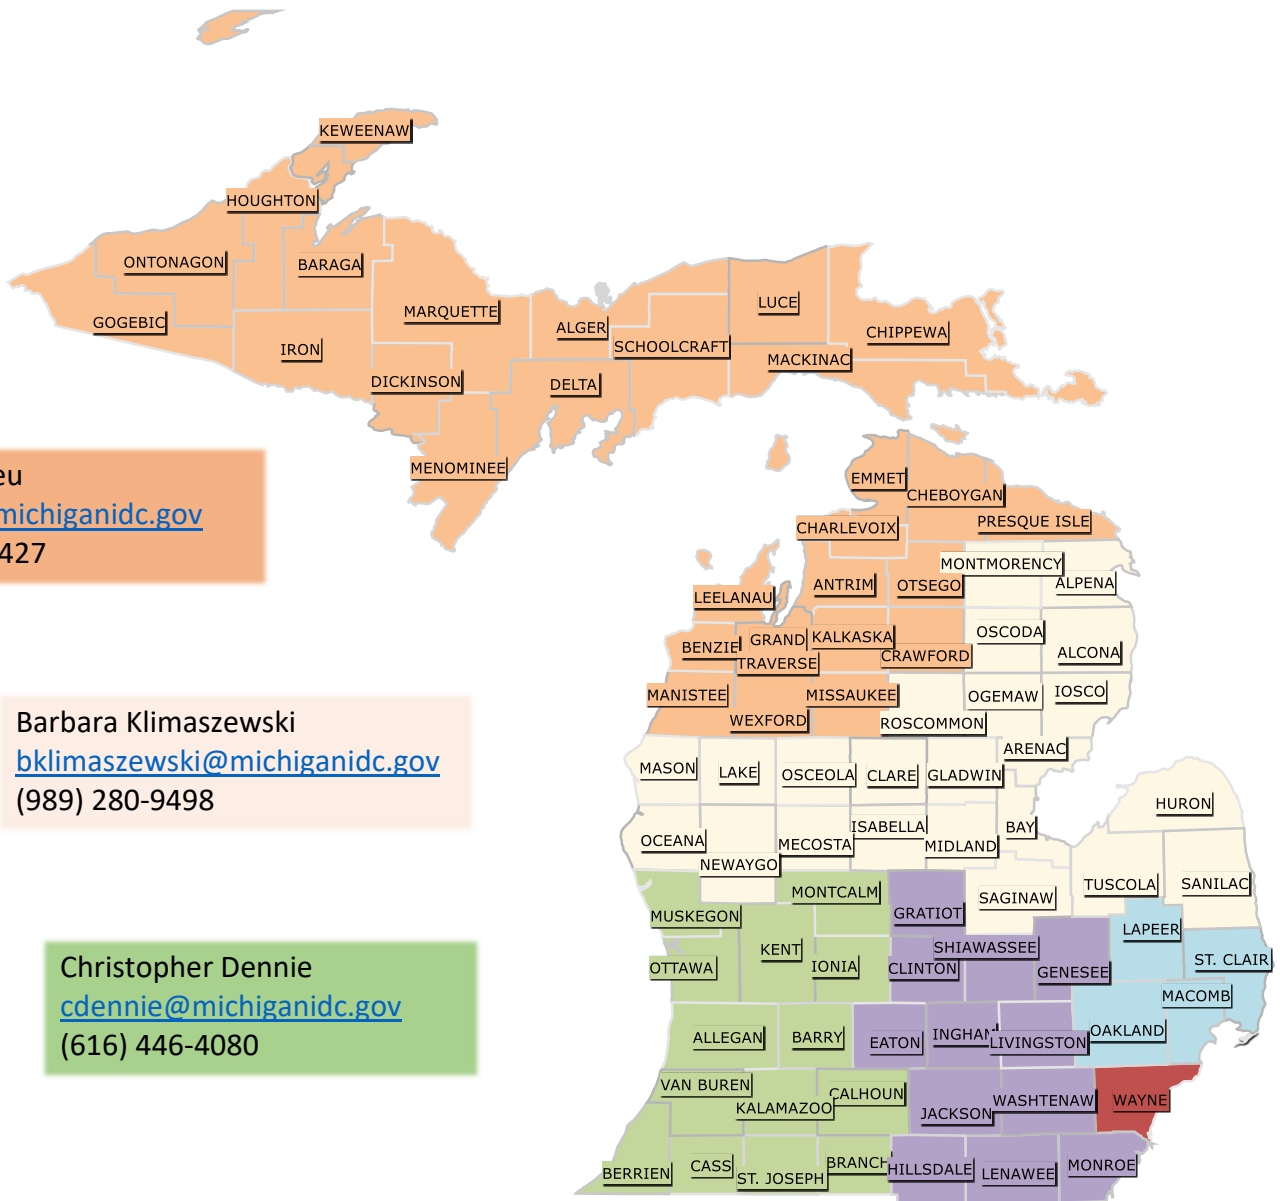 KEWEENAW
HOUGHTON
ONTONAGON
BARAGA
GOGEBIC
MARQUETTE
IRON
ALGER
LUCE
SCHOOLCRAFT
CHIPPEWA
MACKINAC
DICKINSON
DELTA
MENOMINEE
eu
michiganidc.gov
427
EMMET
CHEBOYGAN
PRESQUE ISLE
CHARLEVOIX
MONTMORENCY
ALPENA
LEELANAU
ANTRIM
OTSEGO
BENZIE
GRAND
TRAVERSE
KALKASKA
CRAWFORD
OSCODA
ALCONA
MANISTEE
WEXFORD
MISSAUKEE
ROSCOMMON
OGEMAW
IOSCO
Barbara Klimaszewski
bklimaszewski@michiganidc.gov
(989) 280-9498
ARENAC
MASON
LAKE
OSCEOLA
CLARE
GLADWIN
HURON
OCEANA
NEWAYGO
MECOSTA
ISABELLA
MIDLAND
BAY
TUSCOLA
SANILAC
MONTCALM
GRATIOT
SAGINAW
MUSKEGON
LAPEER
Christopher Dennie
cdennie@michiganidc.gov
(616) 446-4080
OTTAWA
KENT
IONIA
CLINTON
SHIAWASSEE
GENESEE
ST. CLAIR
MACOMB
ALLEGAN
BARRY
EATON
INGHAM
LIVINGSTON
OAKLAND
VAN BUREN
KALAMAZOO
CALHOUN
JACKSON
WASHTENAW
WAYNE
BERRIEN
CASS
ST. JOSEPH
BRANCH
HILLSDALE
LENAWEE
MONROE